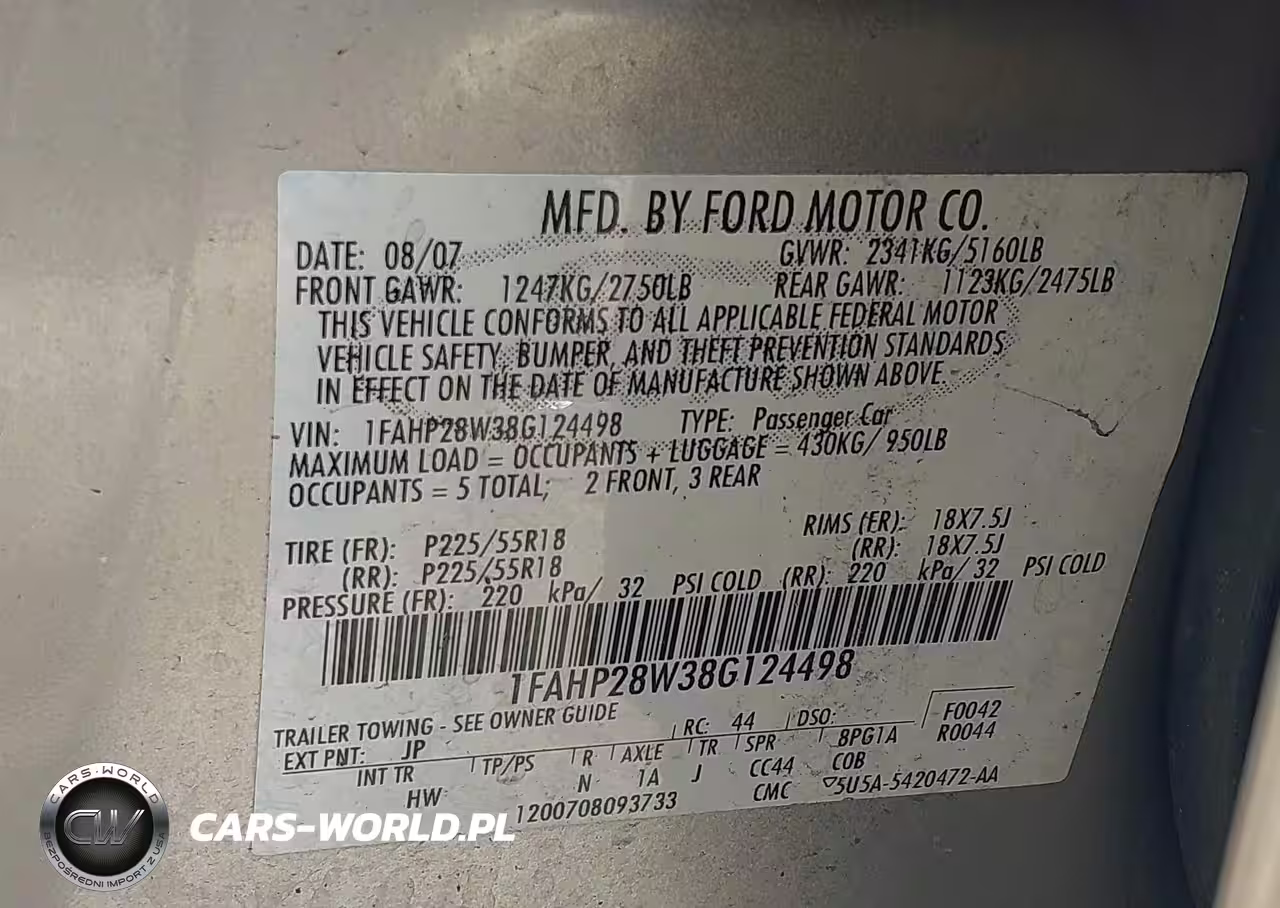 MFD. BY FORD MOTOR CO.
DATE: 08/07 GVWR: 2341KG/5160LB
FRONT GAWR: 1247KG/2750LB REAR GAWR: 1123KG/2475LB
THIS VEHICLE CONFORMS TO ALL APPLICABLE FEDERAL MOTOR
VEHICLE SAFETY, BUMPER, AND THEFT PREVENTION STANDARDS
IN EFFECT ON THE DATE OF MANUFACTURE SHOWN ABOVE.
VIN: 1FAHP28W38G124498 TYPE: Passenger Car
MAXIMUM LOAD = OCCUPANTS + LUGGAGE = 430KG/ 950LB
OCCUPANTS = 5 TOTAL; 2 FRONT, 3 REAR
TIRE (FR): P225/55R18 RIMS (FR): 18X7.5J
(RR): P225/55R18 (RR): 18X7.5J
PRESSURE (FR): 220 kPa/ 32 PSI COLD (RR): 220 kPa/ 32 PSI COLD
1FAHP28W38G124498
TRAILER TOWING - SEE OWNER GUIDE RC: 44 DSO: F0042
EXT PNT: JP R0044
INT TR TP/PS R AXLE TR SPR 8PG1A
HW N 1A J CC44 COB
1200708093733 CMC ▽5U5A-5420472-AA
CARS-WORLD
CW
BEZPOŚREDNI IMPORT Z USA
CARS-WORLD.PL